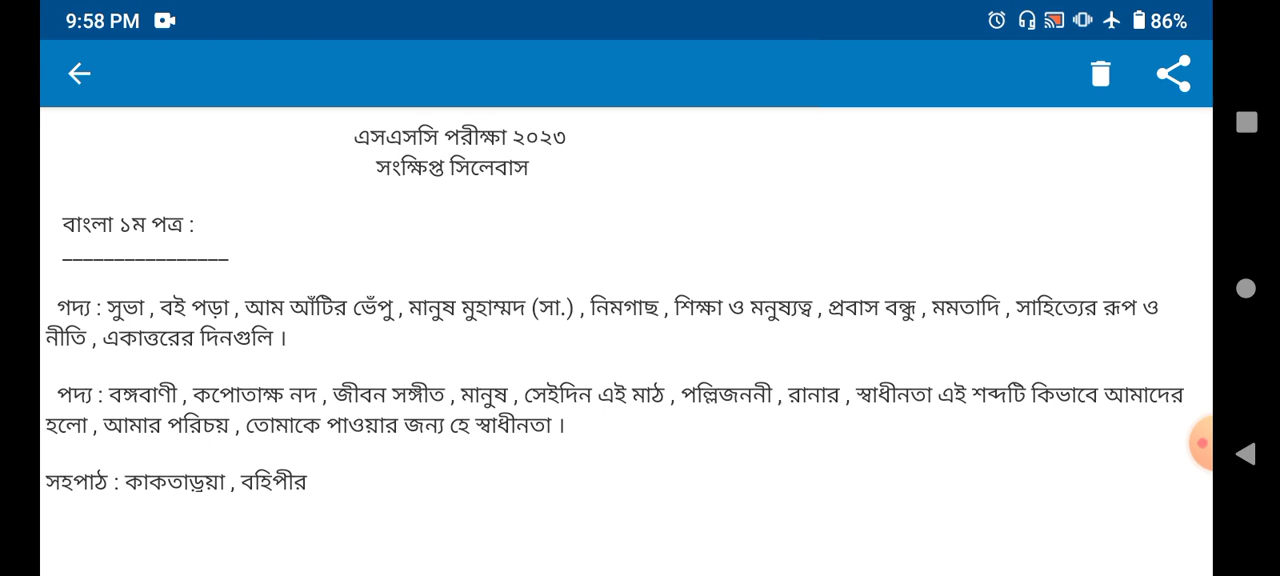 9:58 PM 86%
এসএসসি পরীক্ষা ২০২৩
সংক্ষিপ্ত সিলেবাস
বাংলা ১ম পত্র :
________________
গদ্য : সুভা , বই পড়া , আম আঁটির ভেঁপু , মানুষ মুহাম্মদ (সা.) , নিমগাছ , শিক্ষা ও মনুষ্যত্ব , প্রবাস বন্ধু , মমতাদি , সাহিত্যের রূপ ও
নীতি , একাত্তরের দিনগুলি ।
পদ্য : বঙ্গবাণী , কপোতাক্ষ নদ , জীবন সঙ্গীত , মানুষ , সেইদিন এই মাঠ , পল্লিজননী , রানার , স্বাধীনতা এই শব্দটি কিভাবে আমাদের
হলো , আমার পরিচয় , তোমাকে পাওয়ার জন্য হে স্বাধীনতা ।
সহপাঠ : কাকতাড়ুয়া , বহিপীর